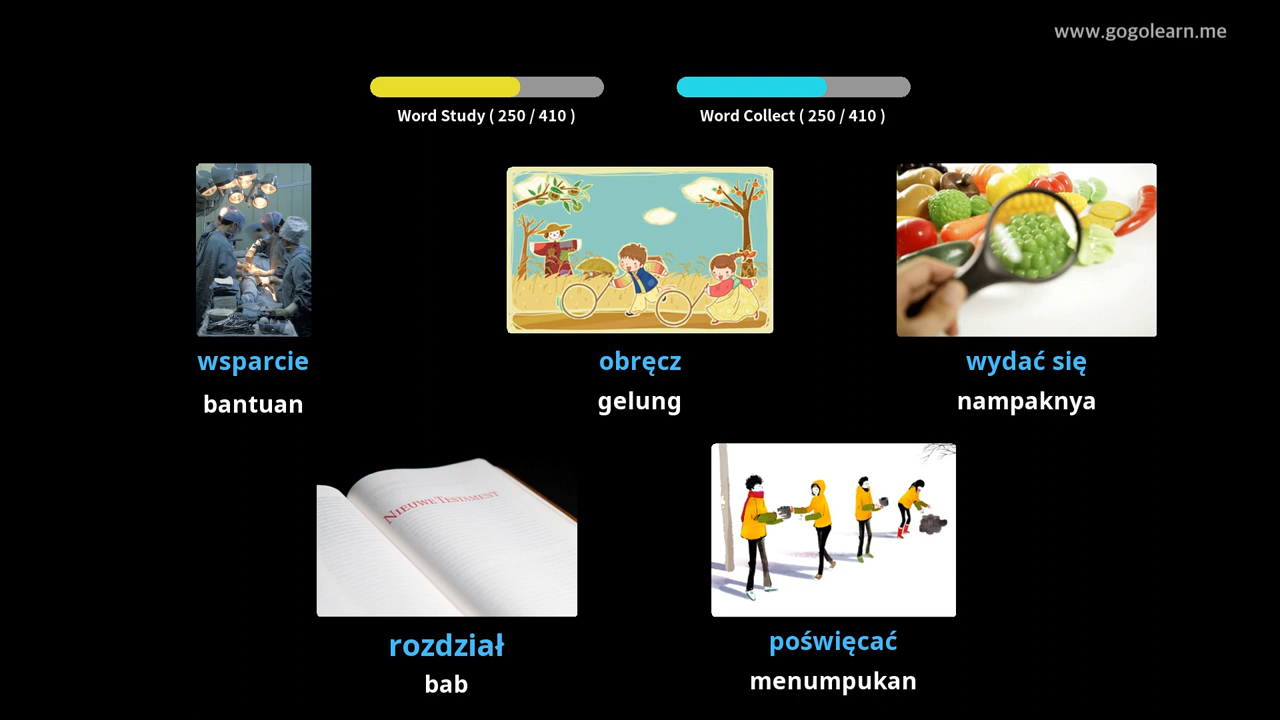 www.gogolearn.me
Word Study ( 250 / 410 )
Word Collect ( 250 / 410 )
wsparcie
bantuan
obręcz
gelung
wydać się
nampaknya
NIEUWE TESTAMENT
rozdział
bab
poświęcać
menumpukan